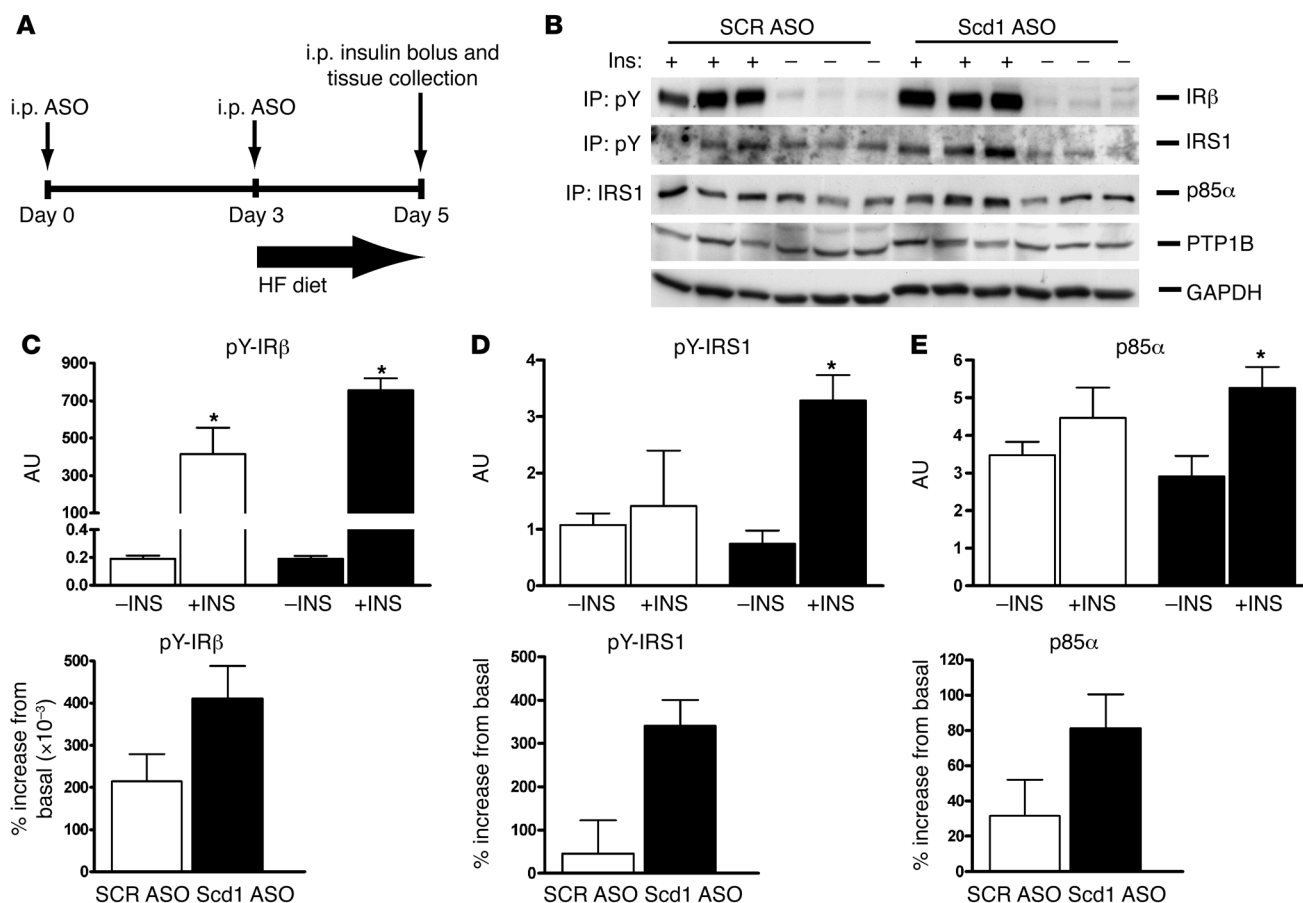 A
i.p. insulin bolus and
tissue collection
i.p. ASO
i.p. ASO
Day 0
Day 3
Day 5
HF diet
B
SCR ASO
Scd1 ASO
Ins:
+ + + – – –
+ + + – – –
IP: pY
IRβ
IP: pY
IRS1
IP: IRS1
p85α
PTP1B
GAPDH
C
pY-IRβ
900
700
500
300
100
0.4
0.2
0.0
AU
–INS
+INS
–INS
+INS
*
*
pY-IRβ
500
400
300
200
100
0
% increase from
basal (×10⁻³)
SCR ASO
Scd1 ASO
D
pY-IRS1
4
3
2
1
0
AU
–INS
+INS
–INS
+INS
*
pY-IRS1
500
400
300
200
100
0
% increase from basal
SCR ASO
Scd1 ASO
E
p85α
6
5
4
3
2
1
0
AU
–INS
+INS
–INS
+INS
*
p85α
120
100
80
60
40
20
0
% increase from basal
SCR ASO
Scd1 ASO